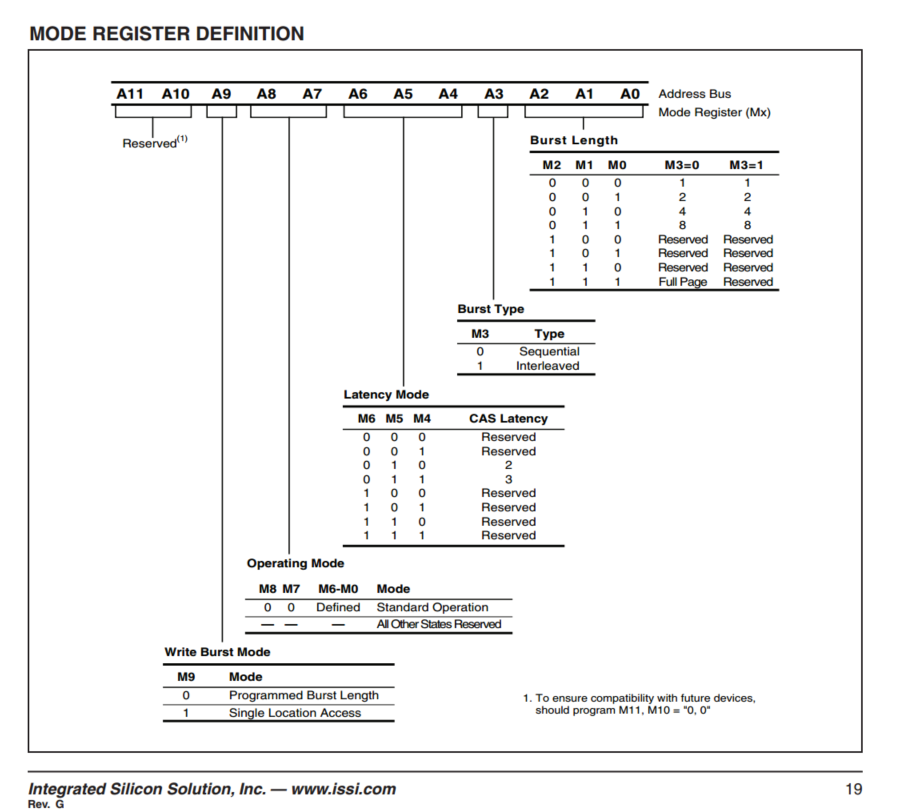 MODE REGISTER DEFINITION
A11 A10 A9 A8 A7 A6 A5 A4 A3 A2 A1 A0 Address Bus
Mode Register (Mx)
Reserved(1)
Burst Length
M2 M1 M0 M3=0 M3=1
0 0 0 1 1
0 0 1 2 2
0 1 0 4 4
0 1 1 8 8
1 0 0 Reserved Reserved
1 0 1 Reserved Reserved
1 1 0 Reserved Reserved
1 1 1 Full Page Reserved
Burst Type
M3 Type
0 Sequential
1 Interleaved
Latency Mode
M6 M5 M4 CAS Latency
0 0 0 Reserved
0 0 1 Reserved
0 1 0 2
0 1 1 3
1 0 0 Reserved
1 0 1 Reserved
1 1 0 Reserved
1 1 1 Reserved
Operating Mode
M8 M7 M6-M0 Mode
0 0 Defined Standard Operation
— — — All Other States Reserved
Write Burst Mode
M9 Mode
0 Programmed Burst Length
1 Single Location Access
1. To ensure compatibility with future devices,
should program M11, M10 = "0, 0"
Integrated Silicon Solution, Inc. — www.issi.com 19
Rev. G